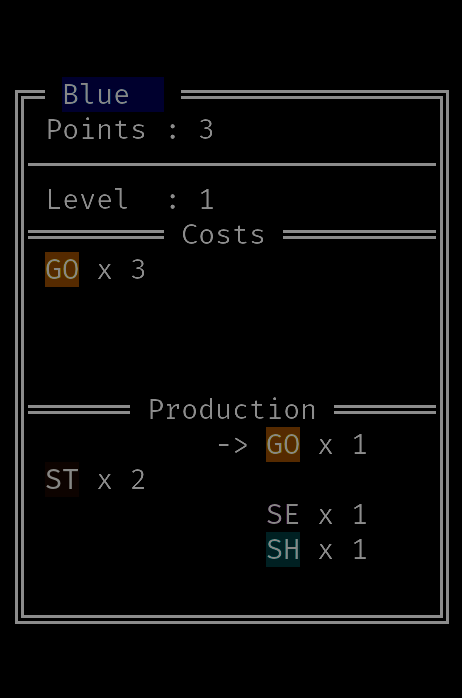 Blue
Points : 3
Level  : 1
Costs
GO x 3
Production
-> GO x 1
ST x 2
SE x 1
SH x 1